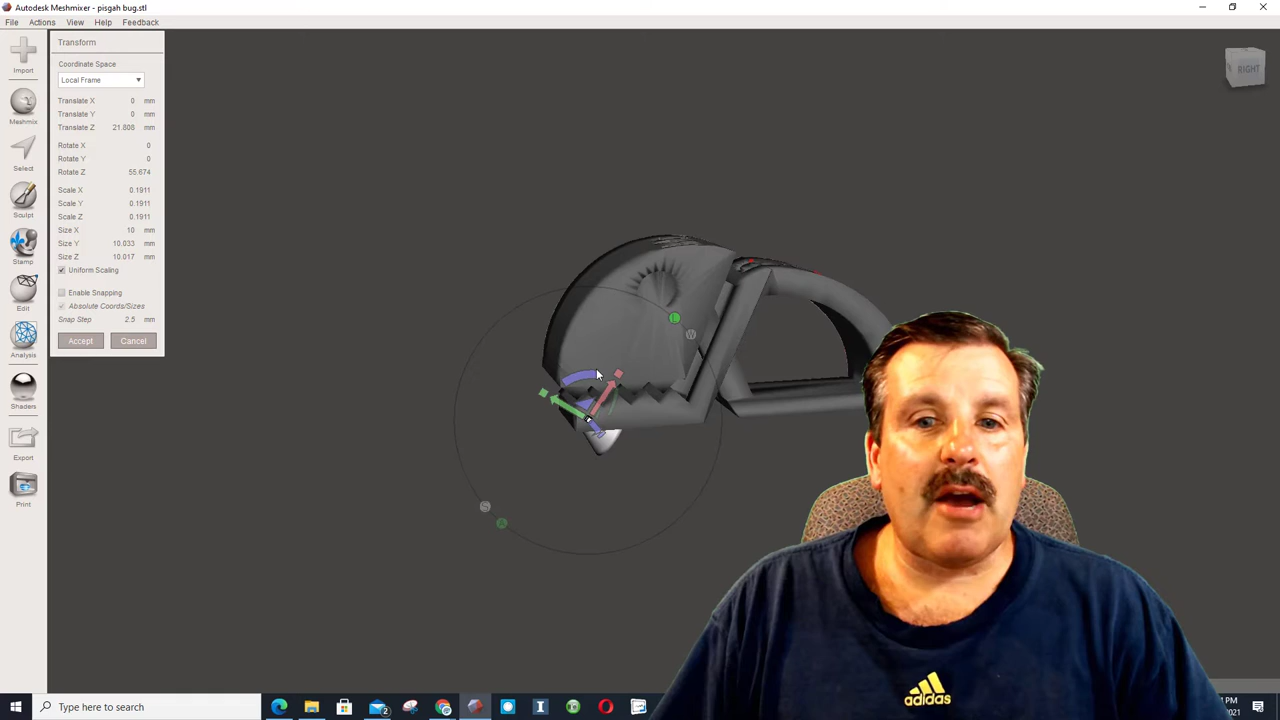 Autodesk Meshmixer - pisgah bug.stl
File Actions View Help Feedback
Transform
Coordinate Space
Local Frame
Translate X 0 mm
Translate Y 0 mm
Translate Z 21.808 mm
Rotate X 0
Rotate Y 0
Rotate Z 55.674
Scale X 0.1911
Scale Y 0.1911
Scale Z 0.1911
Size X 10 mm
Size Y 10.033 mm
Size Z 10.017 mm
Uniform Scaling
Enable Snapping
Absolute Coords/Sizes
Snap Step 2.5 mm
Accept Cancel
Import
Meshmix
Select
Sculpt
Stamp
Edit
Analysis
Shaders
Export
Print
RIGHT
L
W
S
adidas
Type here to search
2
PM